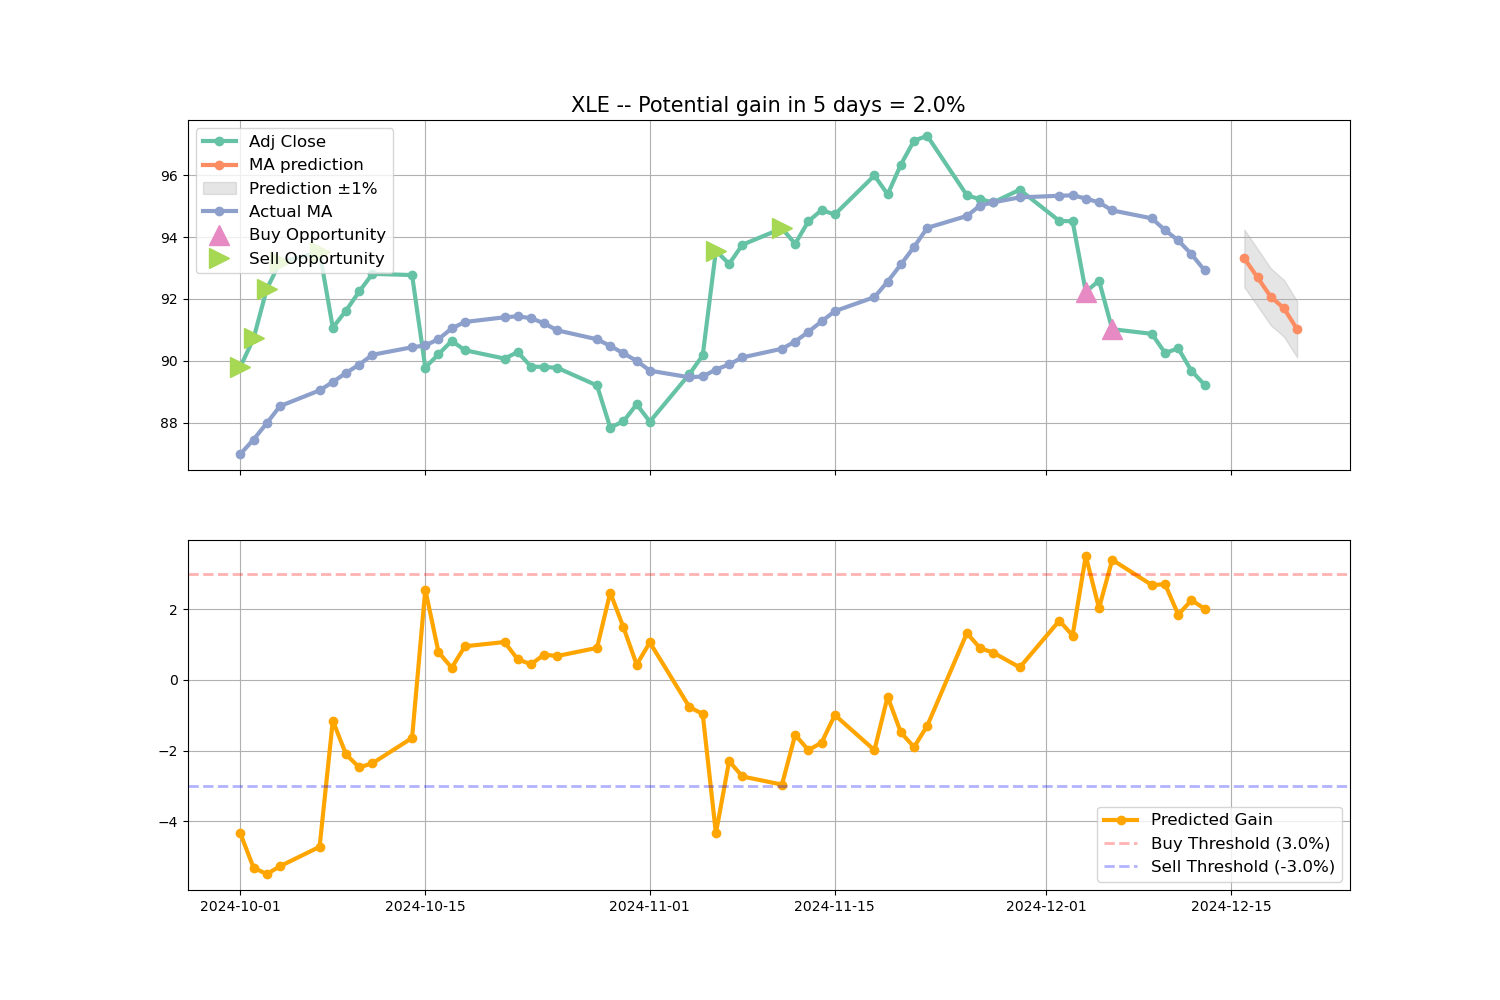 XLE -- Potential gain in 5 days = 2.0%
Adj Close
MA prediction
Prediction ±1%
Actual MA
Buy Opportunity
Sell Opportunity
96
94
92
90
88
2
0
−2
−4
Predicted Gain
Buy Threshold (3.0%)
Sell Threshold (-3.0%)
2024-10-01 2024-10-15 2024-11-01 2024-11-15 2024-12-01 2024-12-15